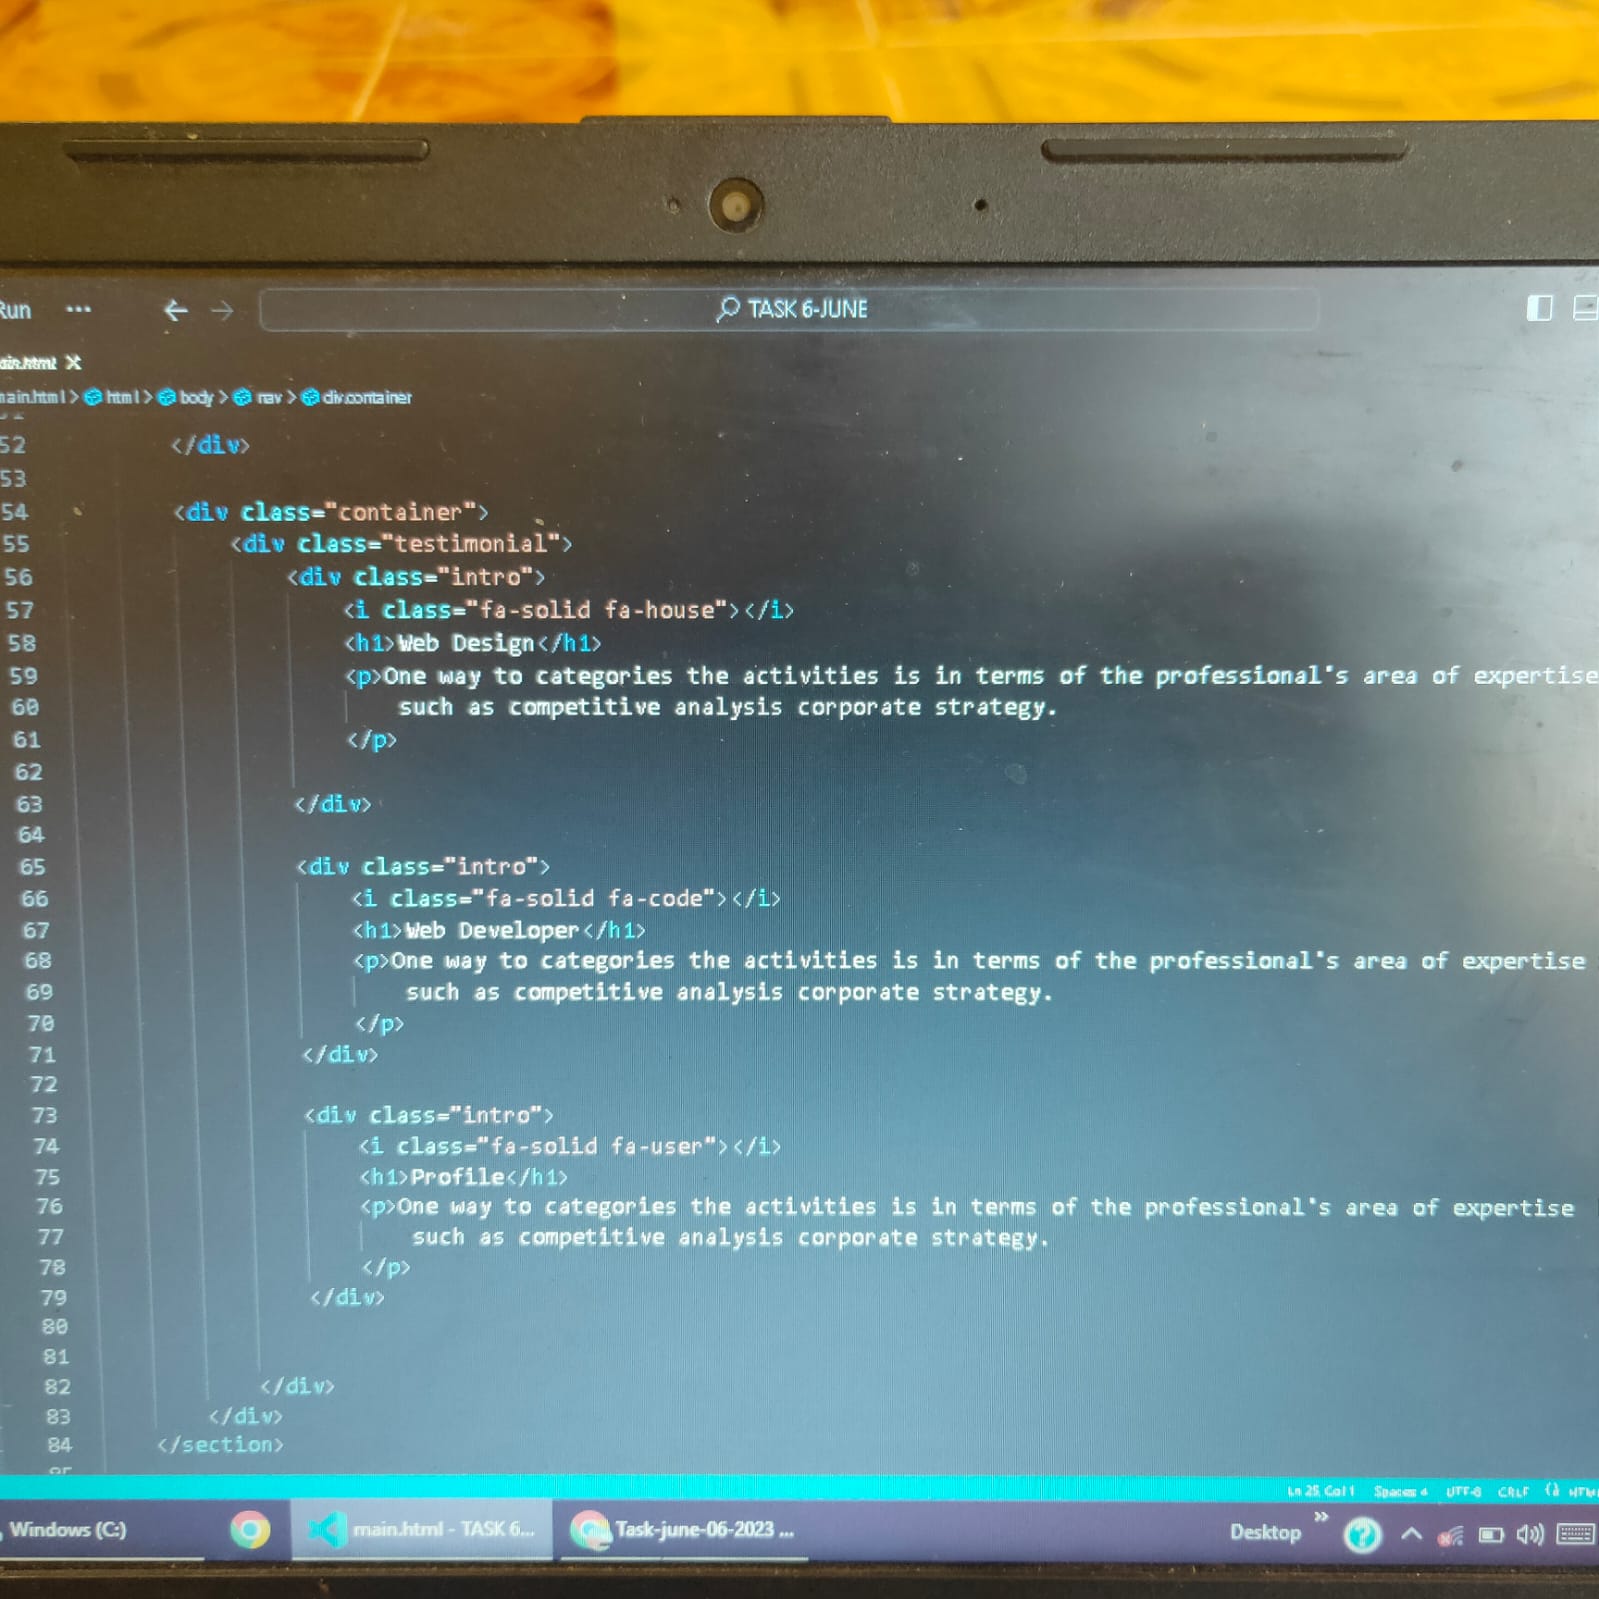 Run ... TASK 6-JUNE
main.html
main.html > html > body > nav > div.container
52 </div>
53
54 <div class="container">
55 <div class="testimonial">
56 <div class="intro">
57 <i class="fa-solid fa-house"></i>
58 <h1>Web Design</h1>
59 <p>One way to categories the activities is in terms of the professional's area of expertise
60 such as competitive analysis corporate strategy.
61 </p>
62
63 </div>
64
65 <div class="intro">
66 <i class="fa-solid fa-code"></i>
67 <h1>Web Developer</h1>
68 <p>One way to categories the activities is in terms of the professional's area of expertise
69 such as competitive analysis corporate strategy.
70 </p>
71 </div>
72
73 <div class="intro">
74 <i class="fa-solid fa-user"></i>
75 <h1>Profile</h1>
76 <p>One way to categories the activities is in terms of the professional's area of expertise
77 such as competitive analysis corporate strategy.
78 </p>
79 </div>
80
81
82 </div>
83 </div>
84 </section>
Ln 25, Col 1 Spaces: 4 UTF-8 CRLF
Windows (C:) main.html - TASK 6... Task-june-06-2023 ... Desktop